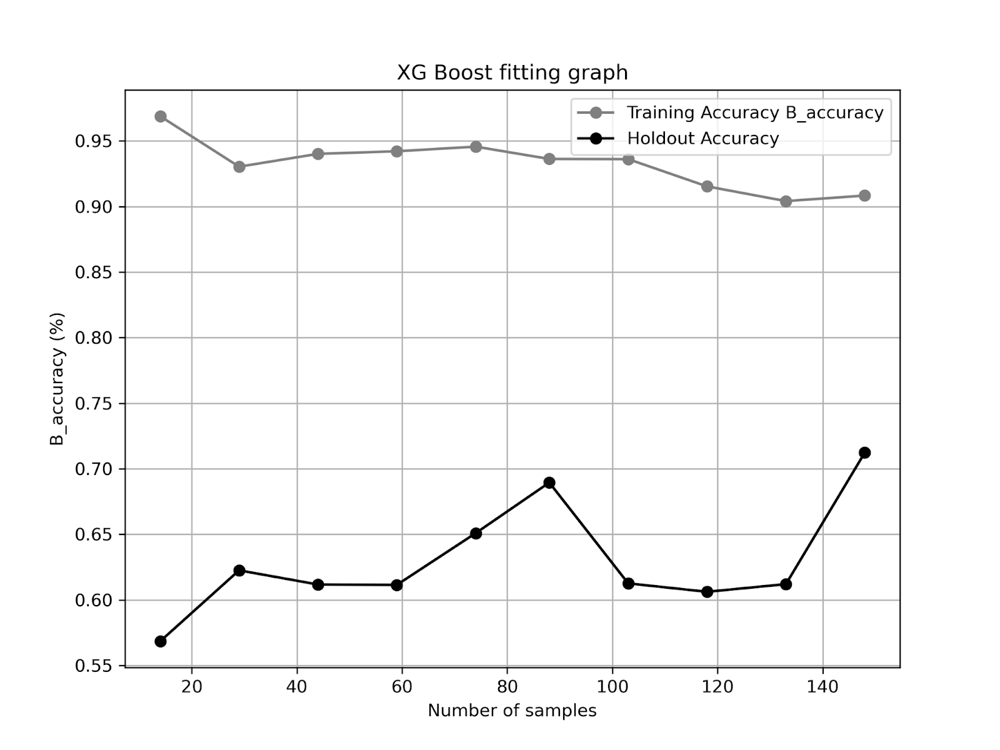 XG Boost fitting graph
Training Accuracy B_accuracy
Holdout Accuracy
0.95
0.90
0.85
0.80
0.75
0.70
0.65
0.60
0.55
B_accuracy (%)
20 40 60 80 100 120 140
Number of samples